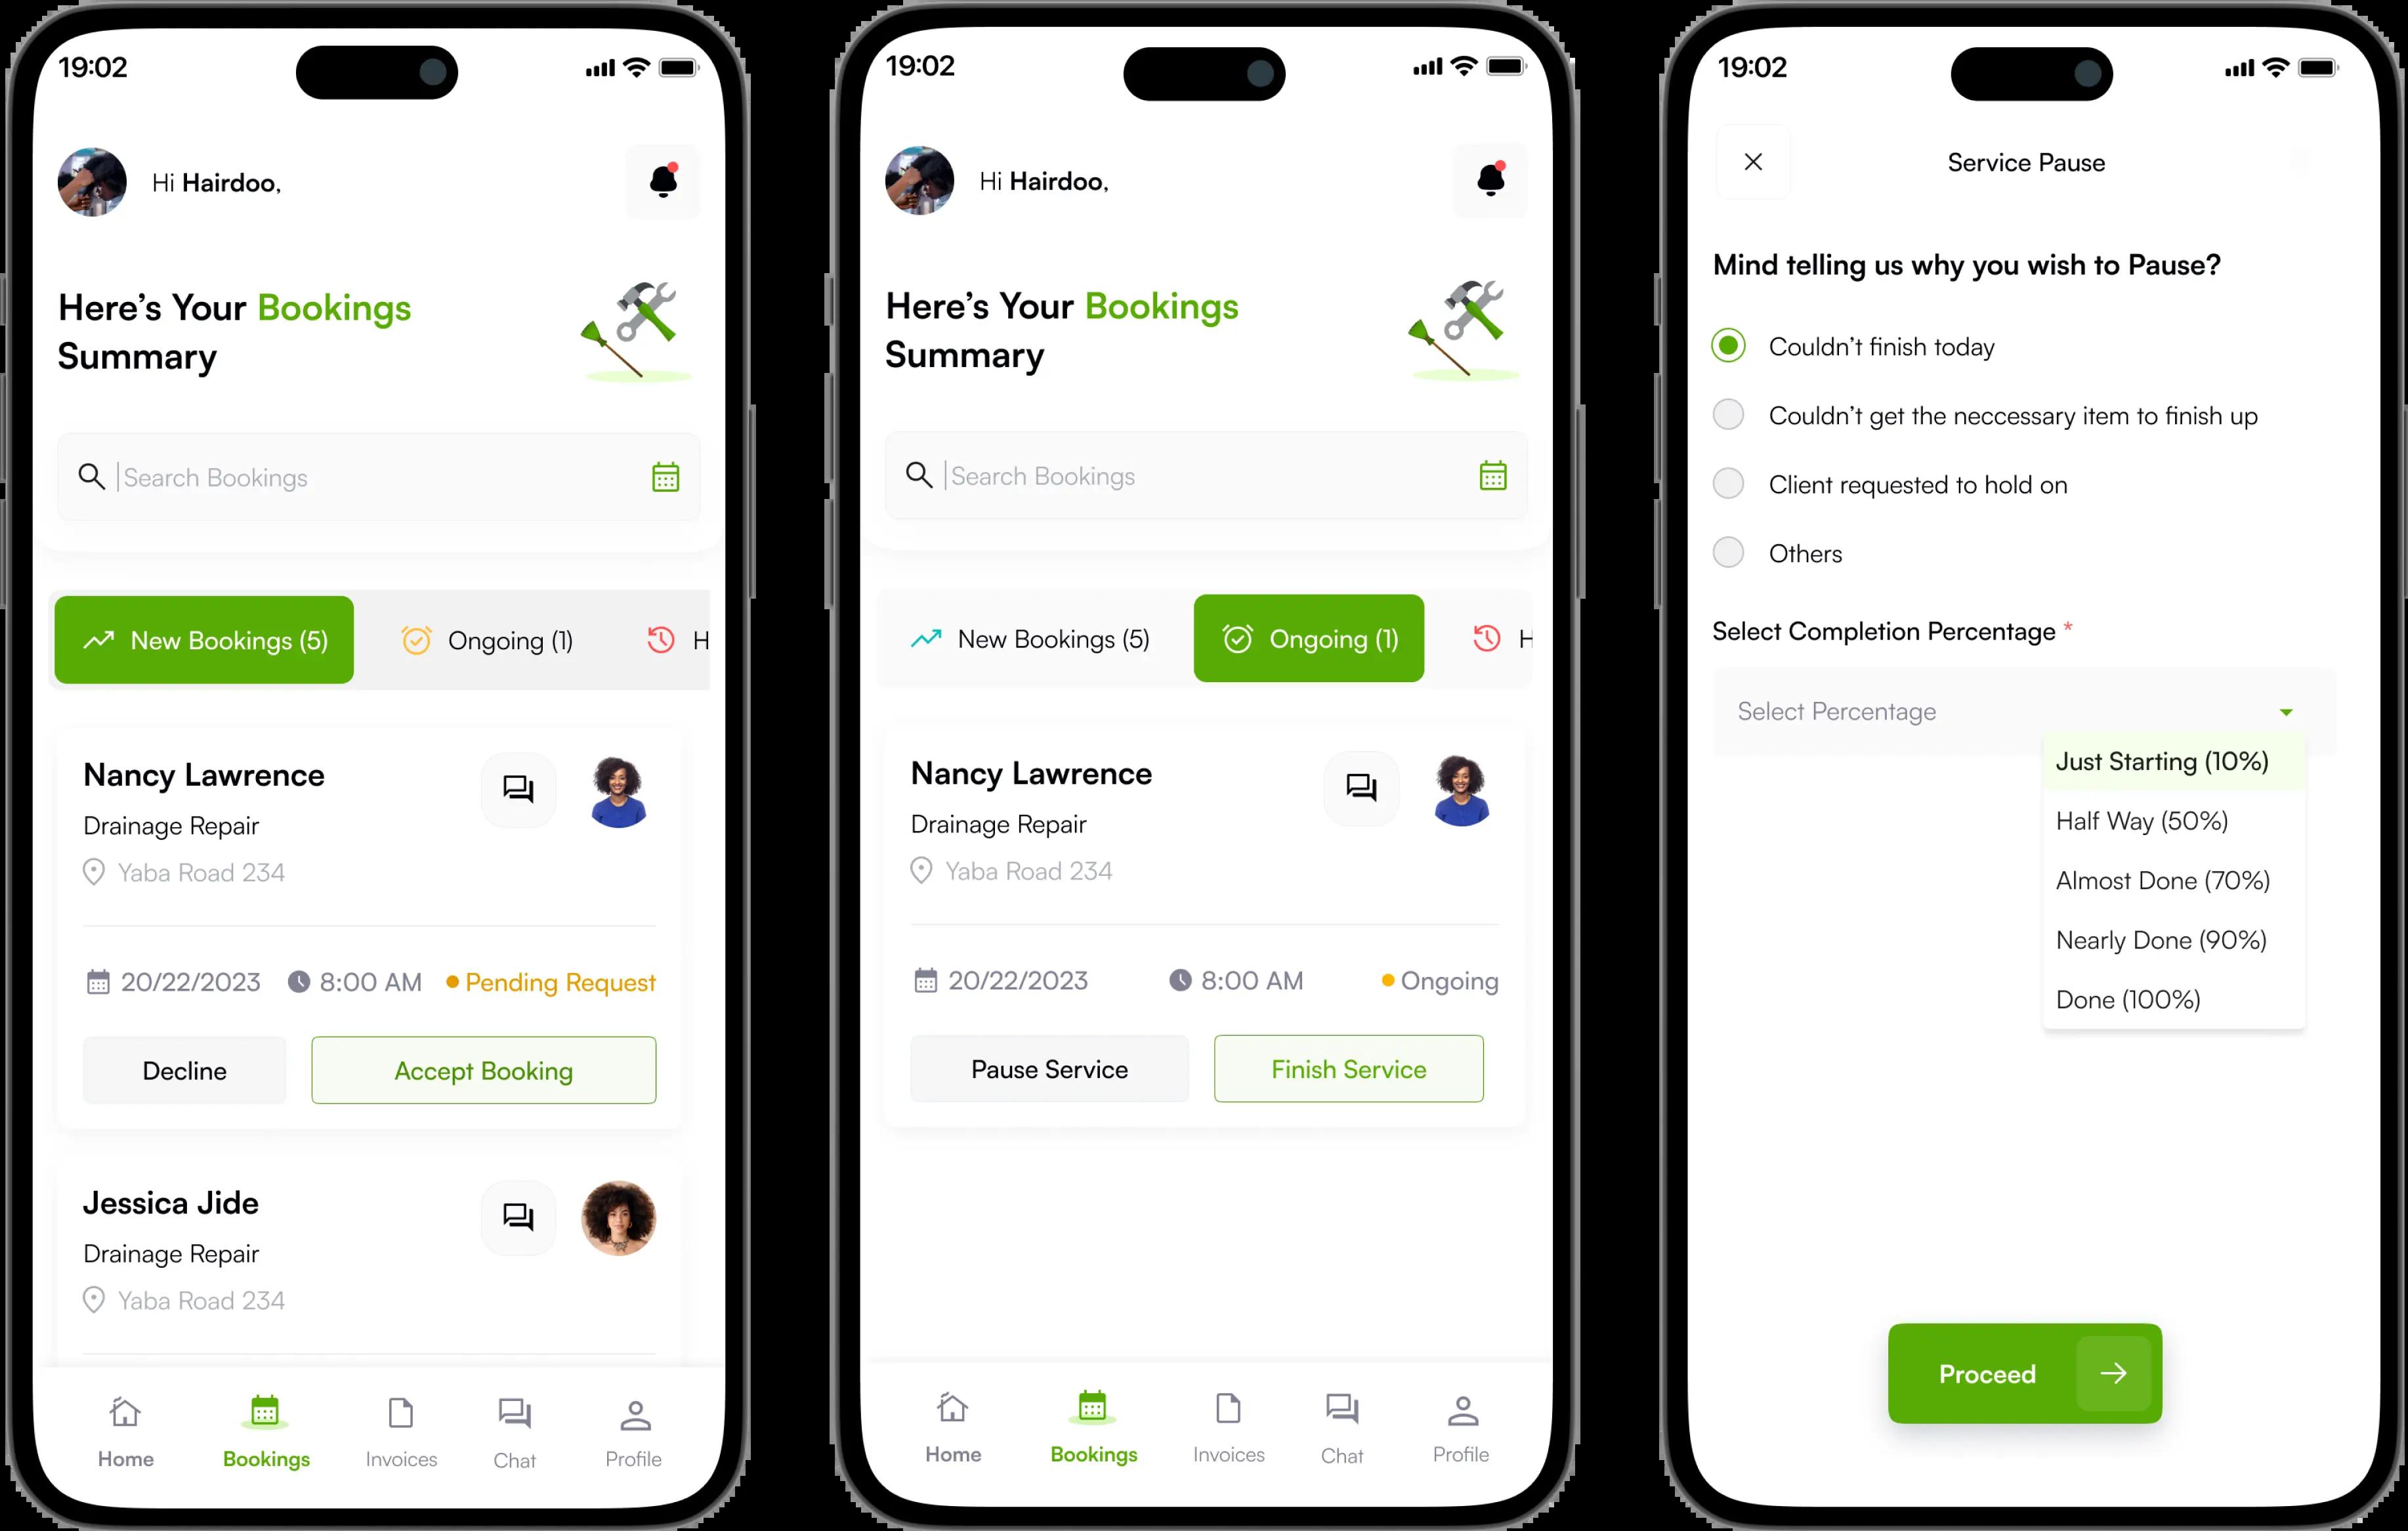 19:02
Hi Hairdoo,
Here’s Your Bookings
Summary
Search Bookings
New Bookings (5)
Ongoing (1)
H
Nancy Lawrence
Drainage Repair
Yaba Road 234
20/22/2023
8:00 AM
Pending Request
Decline
Accept Booking
Jessica Jide
Drainage Repair
Yaba Road 234
Home
Bookings
Invoices
Chat
Profile
19:02
Hi Hairdoo,
Here’s Your Bookings
Summary
Search Bookings
New Bookings (5)
Ongoing (1)
H
Nancy Lawrence
Drainage Repair
Yaba Road 234
20/22/2023
8:00 AM
Ongoing
Pause Service
Finish Service
Home
Bookings
Invoices
Chat
Profile
19:02
Service Pause
Mind telling us why you wish to Pause?
Couldn’t finish today
Couldn’t get the neccessary item to finish up
Client requested to hold on
Others
Select Completion Percentage *
Select Percentage
Just Starting (10%)
Half Way (50%)
Almost Done (70%)
Nearly Done (90%)
Done (100%)
Proceed